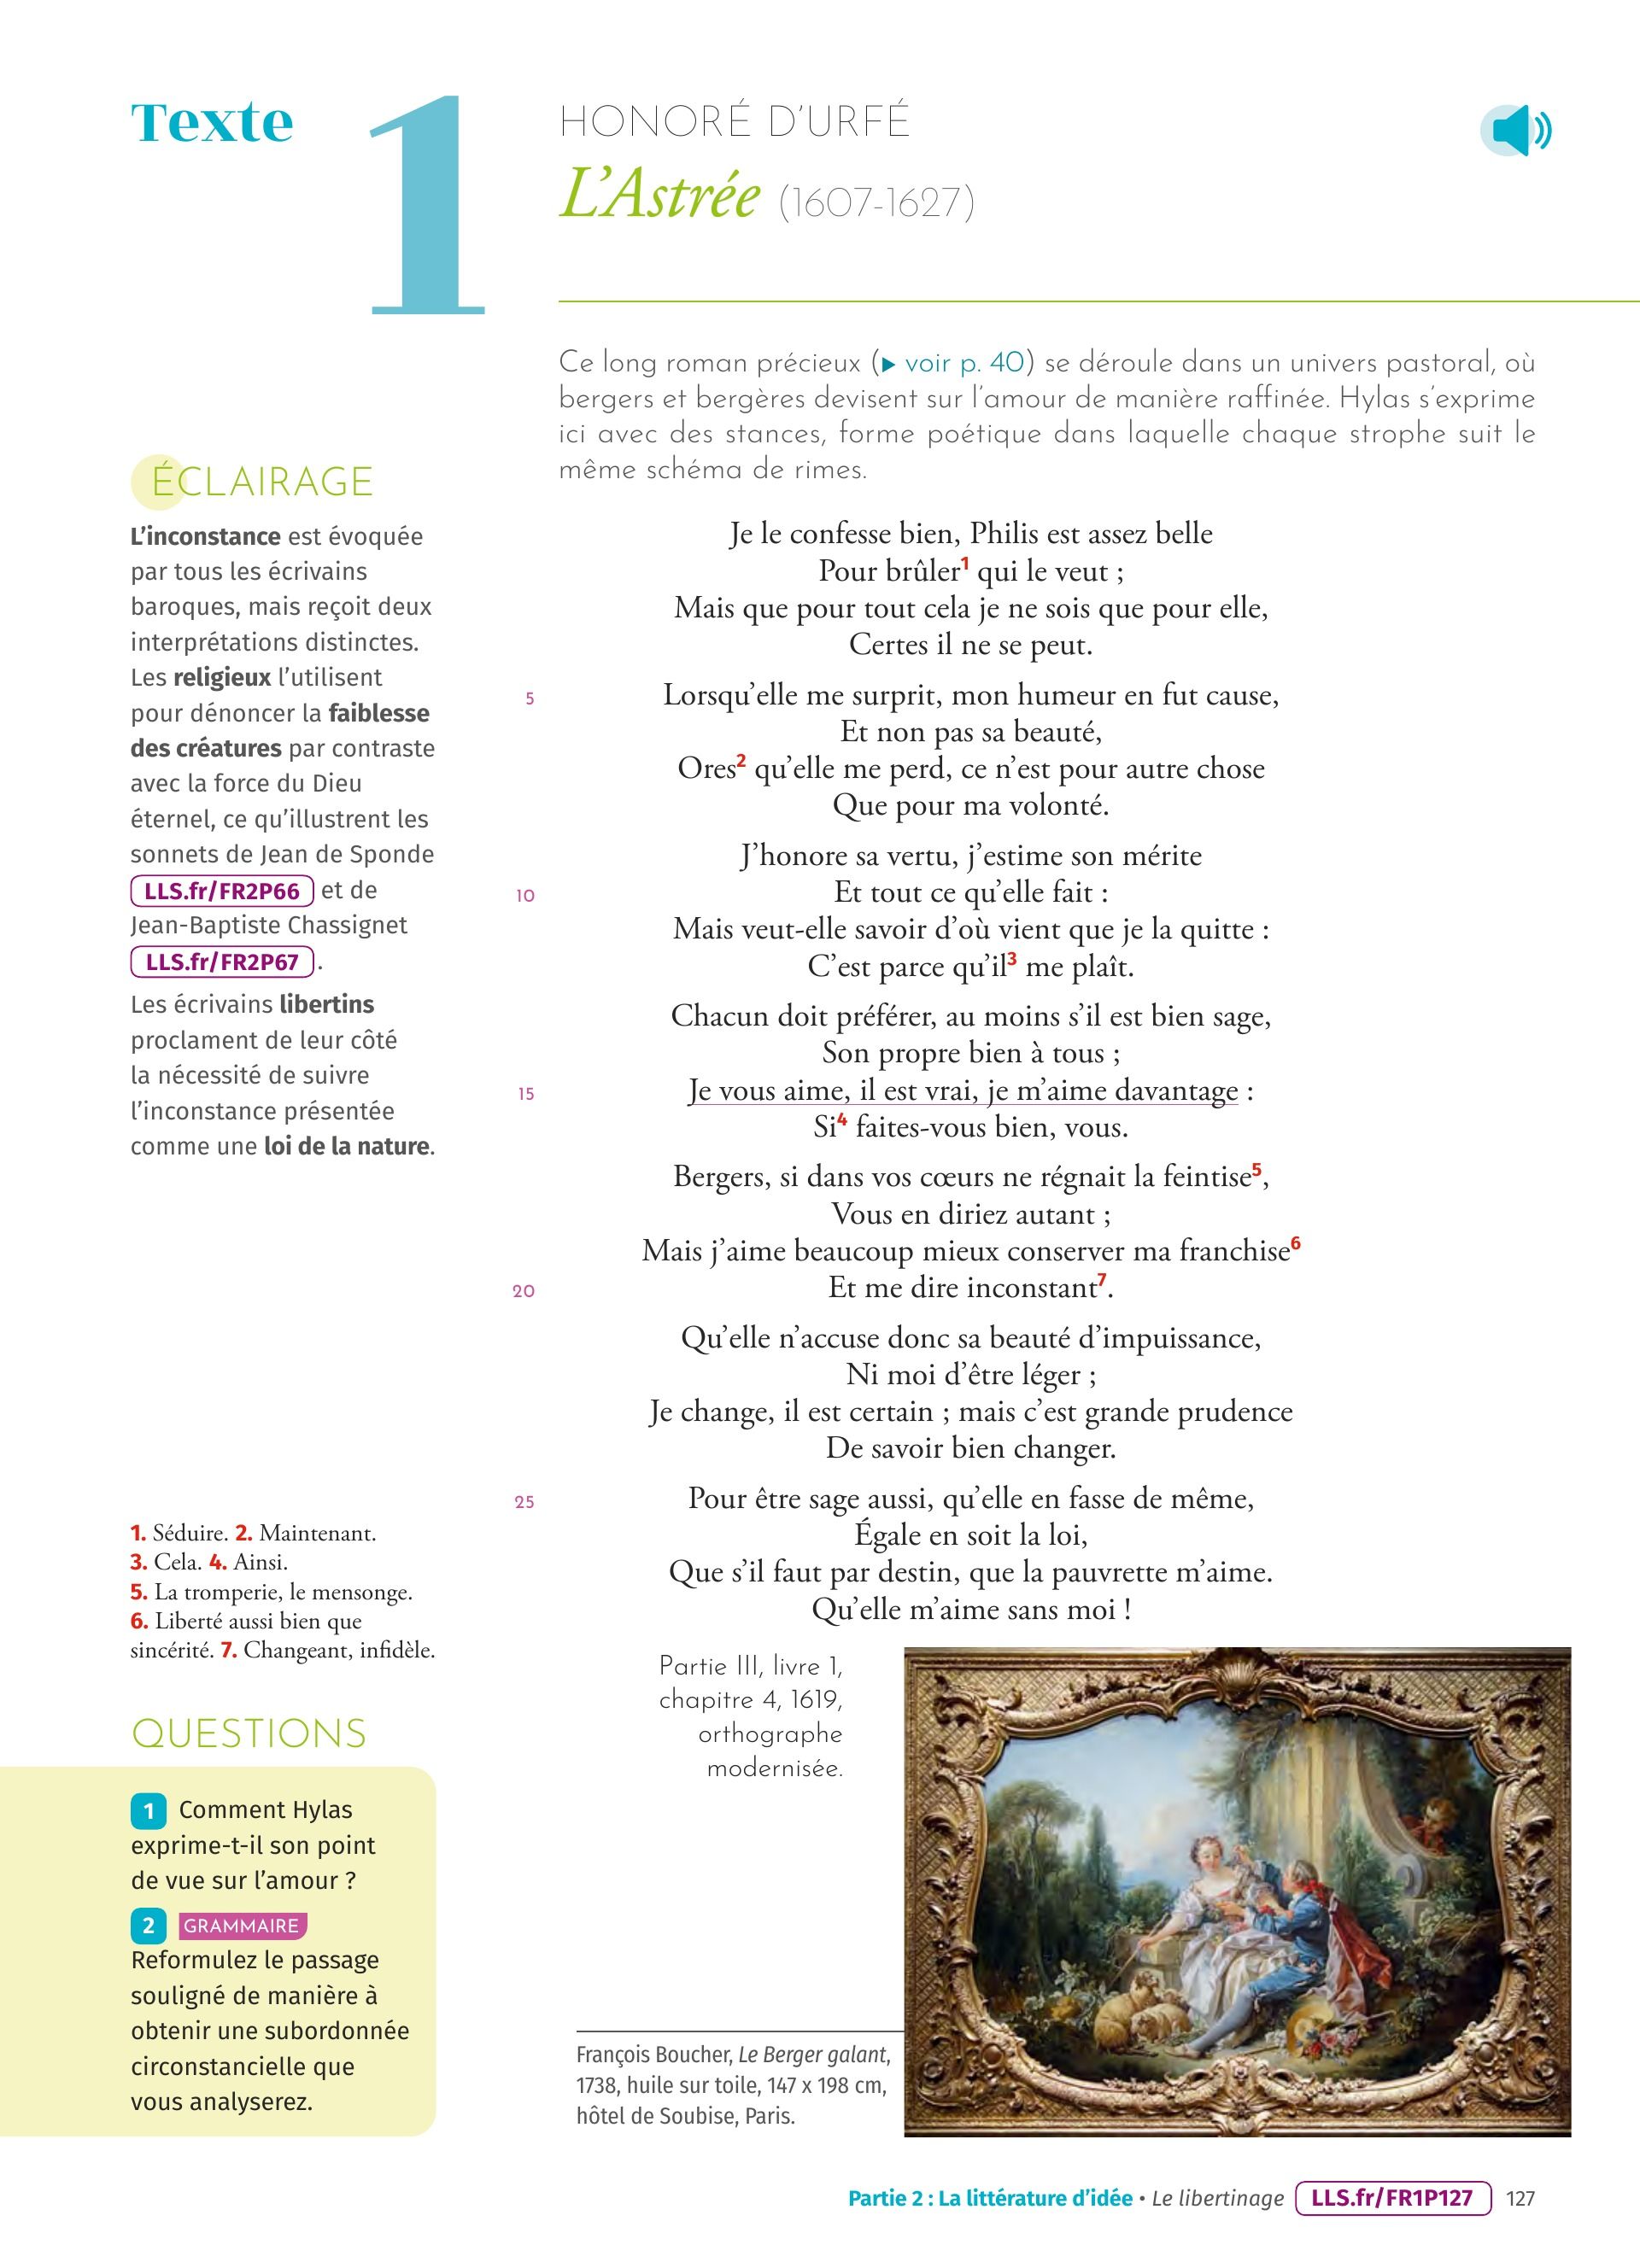 Texte 1
HONORÉ D’URFÉ
L’Astrée (1607-1627)
Ce long roman précieux (▶ voir p. 40) se déroule dans un univers pastoral, où
bergers et bergères devisent sur l’amour de manière raffinée. Hylas s’exprime
ici avec des stances, forme poétique dans laquelle chaque strophe suit le
même schéma de rimes.
ÉCLAIRAGE
L’inconstance est évoquée
par tous les écrivains
baroques, mais reçoit deux
interprétations distinctes.
Les religieux l’utilisent
pour dénoncer la faiblesse
des créatures par contraste
avec la force du Dieu
éternel, ce qu’illustrent les
sonnets de Jean de Sponde
LLS.fr/FR2P66 et de
Jean-Baptiste Chassignet
LLS.fr/FR2P67 .
Les écrivains libertins
proclament de leur côté
la nécessité de suivre
l’inconstance présentée
comme une loi de la nature.
Je le confesse bien, Philis est assez belle
Pour brûler1 qui le veut ;
Mais que pour tout cela je ne sois que pour elle,
Certes il ne se peut.
5 Lorsqu’elle me surprit, mon humeur en fut cause,
Et non pas sa beauté,
Ores2 qu’elle me perd, ce n’est pour autre chose
Que pour ma volonté.
J’honore sa vertu, j’estime son mérite
10 Et tout ce qu’elle fait :
Mais veut-elle savoir d’où vient que je la quitte :
C’est parce qu’il3 me plaît.
Chacun doit préférer, au moins s’il est bien sage,
Son propre bien à tous ;
15 Je vous aime, il est vrai, je m’aime davantage :
Si4 faites-vous bien, vous.
Bergers, si dans vos cœurs ne régnait la feintise5,
Vous en diriez autant ;
Mais j’aime beaucoup mieux conserver ma franchise6
20 Et me dire inconstant7.
Qu’elle n’accuse donc sa beauté d’impuissance,
Ni moi d’être léger ;
Je change, il est certain ; mais c’est grande prudence
De savoir bien changer.
25 Pour être sage aussi, qu’elle en fasse de même,
Égale en soit la loi,
Que s’il faut par destin, que la pauvrette m’aime.
Qu’elle m’aime sans moi !
Partie III, livre 1,
chapitre 4, 1619,
orthographe
modernisée.
1. Séduire. 2. Maintenant.
3. Cela. 4. Ainsi.
5. La tromperie, le mensonge.
6. Liberté aussi bien que
sincérité. 7. Changeant, infidèle.
QUESTIONS
1 Comment Hylas
exprime-t-il son point
de vue sur l’amour ?
2 GRAMMAIRE
Reformulez le passage
souligné de manière à
obtenir une subordonnée
circonstancielle que
vous analyserez.
François Boucher, Le Berger galant,
1738, huile sur toile, 147 x 198 cm,
hôtel de Soubise, Paris.
Partie 2 : La littérature d’idée • Le libertinage LLS.fr/FR1P127 127